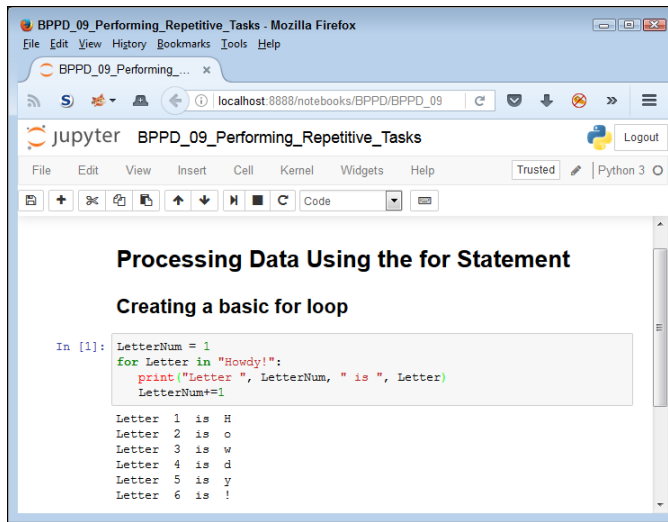 BPPD_09_Performing_Repetitive_Tasks - Mozilla Firefox
File Edit View History Bookmarks Tools Help
BPPD_09_Performing_... ×
S localhost:8888/notebooks/BPPD/BPPD_09
jupyter BPPD_09_Performing_Repetitive_Tasks Logout
File Edit View Insert Cell Kernel Widgets Help Trusted Python 3
Code
Processing Data Using the for Statement
Creating a basic for loop
In [1]: LetterNum = 1
for Letter in "Howdy!":
print("Letter ", LetterNum, " is ", Letter)
LetterNum+=1
Letter 1 is H
Letter 2 is o
Letter 3 is w
Letter 4 is d
Letter 5 is y
Letter 6 is !